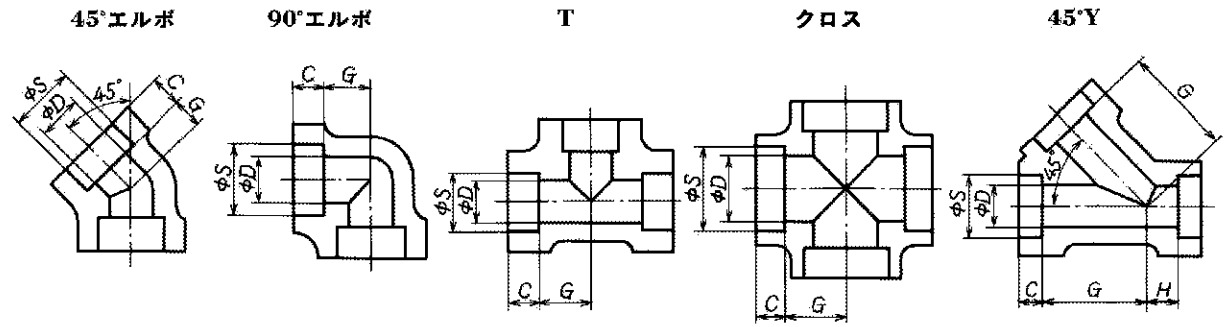 45°エルボ 90°エルボ T クロス 45°Y
φS φD 45° C G
C G φS φD
φS φD C G
φS φD C G
G 45° φS φD C G H